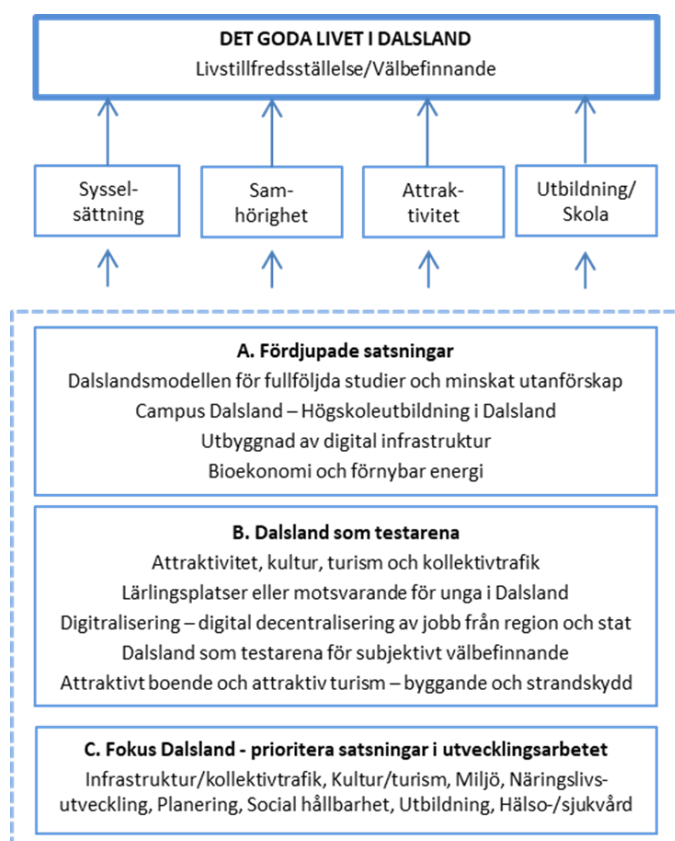 DET GODA LIVET I DALSLAND
Livstillfredsställelse/Välbefinnande
Syssel-
sättning
Sam-
hörighet
Attrak-
tivitet
Utbildning/
Skola
A. Fördjupade satsningar
Dalslandsmodellen för fullföljda studier och minskat utanförskap
Campus Dalsland – Högskoleutbildning i Dalsland
Utbyggnad av digital infrastruktur
Bioekonomi och förnybar energi
B. Dalsland som testarena
Attraktivitet, kultur, turism och kollektivtrafik
Lärlingsplatser eller motsvarande för unga i Dalsland
Digitralisering – digital decentralisering av jobb från region och stat
Dalsland som testarena för subjektivt välbefinnande
Attraktivt boende och attraktiv turism – byggande och strandskydd
C. Fokus Dalsland - prioritera satsningar i utvecklingsarbetet
Infrastruktur/kollektivtrafik, Kultur/turism, Miljö, Näringslivs-
utveckling, Planering, Social hållbarhet, Utbildning, Hälso-/sjukvård